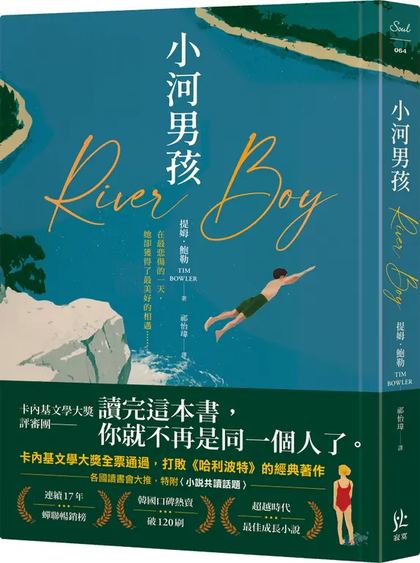 小河男孩
River Boy
提姆・鮑勒
TIM
BOWLER
著
在最悲傷的一天，
她卻獲得了最美好的相遇……
祁怡瑋
譯
卡內基文學大獎
評審團——
讀完這本書，
你就不再是同一個人了。
卡內基文學大獎全票通過，打敗《哈利波特》的經典著作
各國讀書會大推，特附〈小說共讀話題〉
連續17年
蟬聯暢銷榜
韓國口碑熱賣
破120刷
超越時代
最佳成長小說
Soul
064
小河男孩
River Boy
提姆・鮑勒
TIM
BOWLER
著
祁怡瑋
譯
寂寞